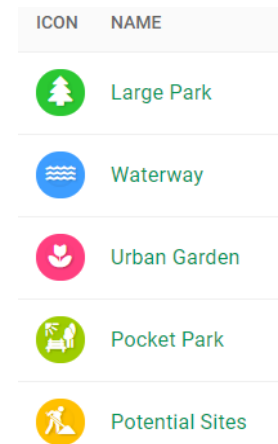 ICON NAME
Large Park
Waterway
Urban Garden
Pocket Park
Potential Sites